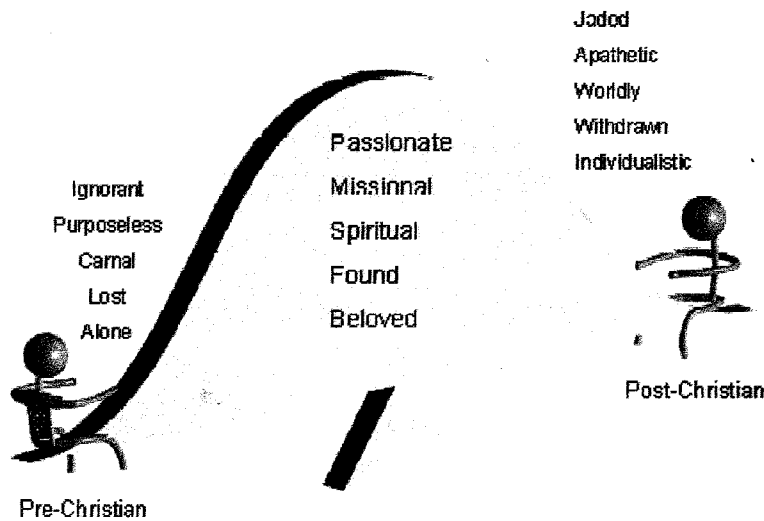 Ignorant
Purposeless
Carnal
Lost
Alone
Pre-Christian
Passionate
Missional
Spiritual
Found
Beloved
Jaded
Apathetic
Worldly
Withdrawn
Individualistic
Post-Christian